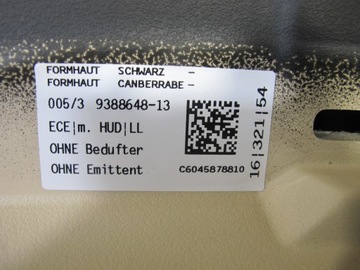 FORMHAUT SCHWARZ -
FORMHAUT CANBERRABE -
005/3 9388648-13
ECE|m. HUD|LL
OHNE Bedufter
OHNE Emittent
C6045878810
16|321|54